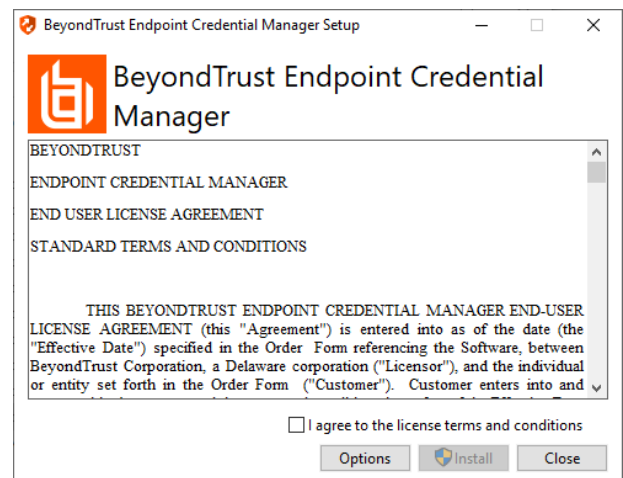 BeyondTrust Endpoint Credential Manager Setup
BeyondTrust Endpoint Credential
Manager
BEYONDTRUST
ENDPOINT CREDENTIAL MANAGER
END USER LICENSE AGREEMENT
STANDARD TERMS AND CONDITIONS
THIS BEYONDTRUST ENDPOINT CREDENTIAL MANAGER END-USER
LICENSE AGREEMENT (this "Agreement") is entered into as of the date (the
"Effective Date") specified in the Order Form referencing the Software, between
BeyondTrust Corporation, a Delaware corporation ("Licensor"), and the individual
or entity set forth in the Order Form ("Customer"). Customer enters into and
I agree to the license terms and conditions
Options
Install
Close